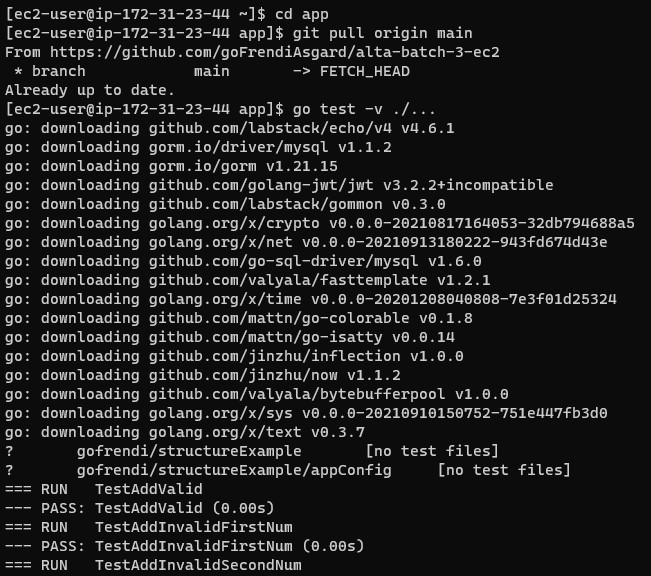 [ec2-user@ip-172-31-23-44 ~]$ cd app
[ec2-user@ip-172-31-23-44 app]$ git pull origin main
From https://github.com/goFrendiAsgard/alta-batch-3-ec2
 * branch            main       -> FETCH_HEAD
Already up to date.
[ec2-user@ip-172-31-23-44 app]$ go test -v ./...
go: downloading github.com/labstack/echo/v4 v4.6.1
go: downloading gorm.io/driver/mysql v1.1.2
go: downloading gorm.io/gorm v1.21.15
go: downloading github.com/golang-jwt/jwt v3.2.2+incompatible
go: downloading github.com/labstack/gommon v0.3.0
go: downloading golang.org/x/crypto v0.0.0-20210817164053-32db794688a5
go: downloading golang.org/x/net v0.0.0-20210913180222-943fd674d43e
go: downloading github.com/go-sql-driver/mysql v1.6.0
go: downloading github.com/valyala/fasttemplate v1.2.1
go: downloading golang.org/x/time v0.0.0-20201208040808-7e3f01d25324
go: downloading github.com/mattn/go-colorable v0.1.8
go: downloading github.com/mattn/go-isatty v0.0.14
go: downloading github.com/jinzhu/inflection v1.0.0
go: downloading github.com/jinzhu/now v1.1.2
go: downloading github.com/valyala/bytebufferpool v1.0.0
go: downloading golang.org/x/sys v0.0.0-20210910150752-751e447fb3d0
go: downloading golang.org/x/text v0.3.7
?       gofrendi/structureExample       [no test files]
?       gofrendi/structureExample/appConfig     [no test files]
=== RUN   TestAddValid
--- PASS: TestAddValid (0.00s)
=== RUN   TestAddInvalidFirstNum
--- PASS: TestAddInvalidFirstNum (0.00s)
=== RUN   TestAddInvalidSecondNum